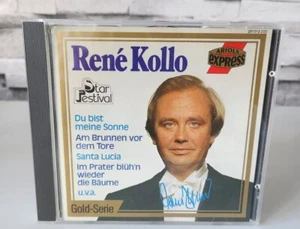 René Kollo
ARIOLA
EXPRESS
Star
Festival
Du bist
meine Sonne
Am Brunnen vor
dem Tore
Santa Lucia
Im Prater blüh'n
wieder
die Bäume
u.v.a.
Gold-Serie